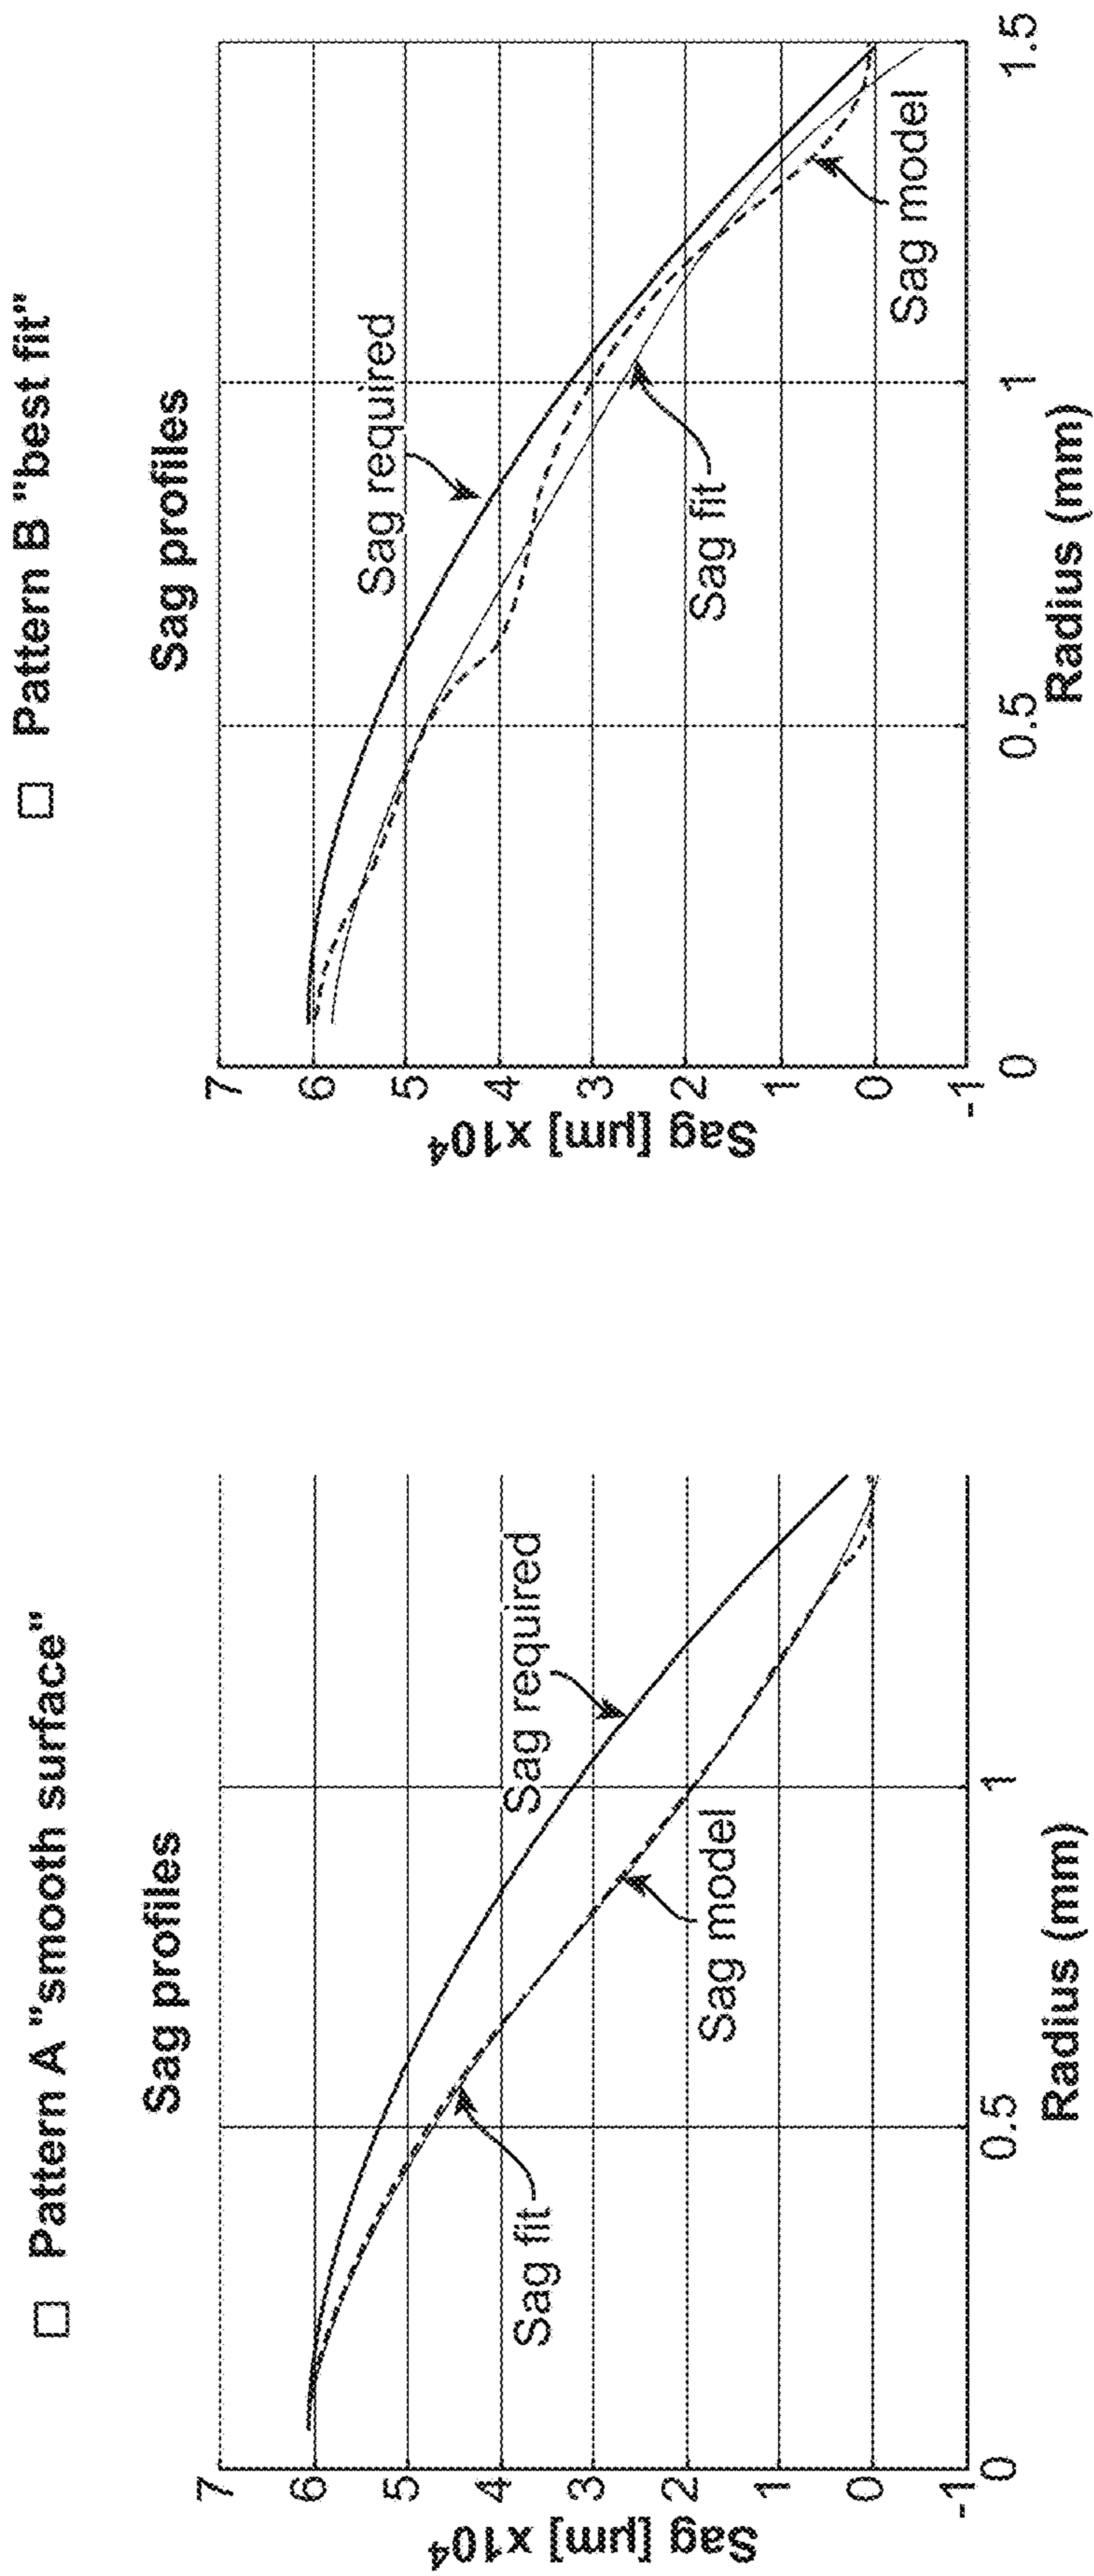 □ Pattern A "smooth surface"
Sag profiles
Sag [µm] x10⁴
7
6
5
4
3
2
1
0
-1
Sag required
Sag fit
Sag model
0
0.5
1
Radius (mm)
□ Pattern B "best fit"
Sag profiles
Sag [µm] x10⁴
7
6
5
4
3
2
1
0
-1
Sag required
Sag fit
Sag model
0
0.5
1
1.5
Radius (mm)